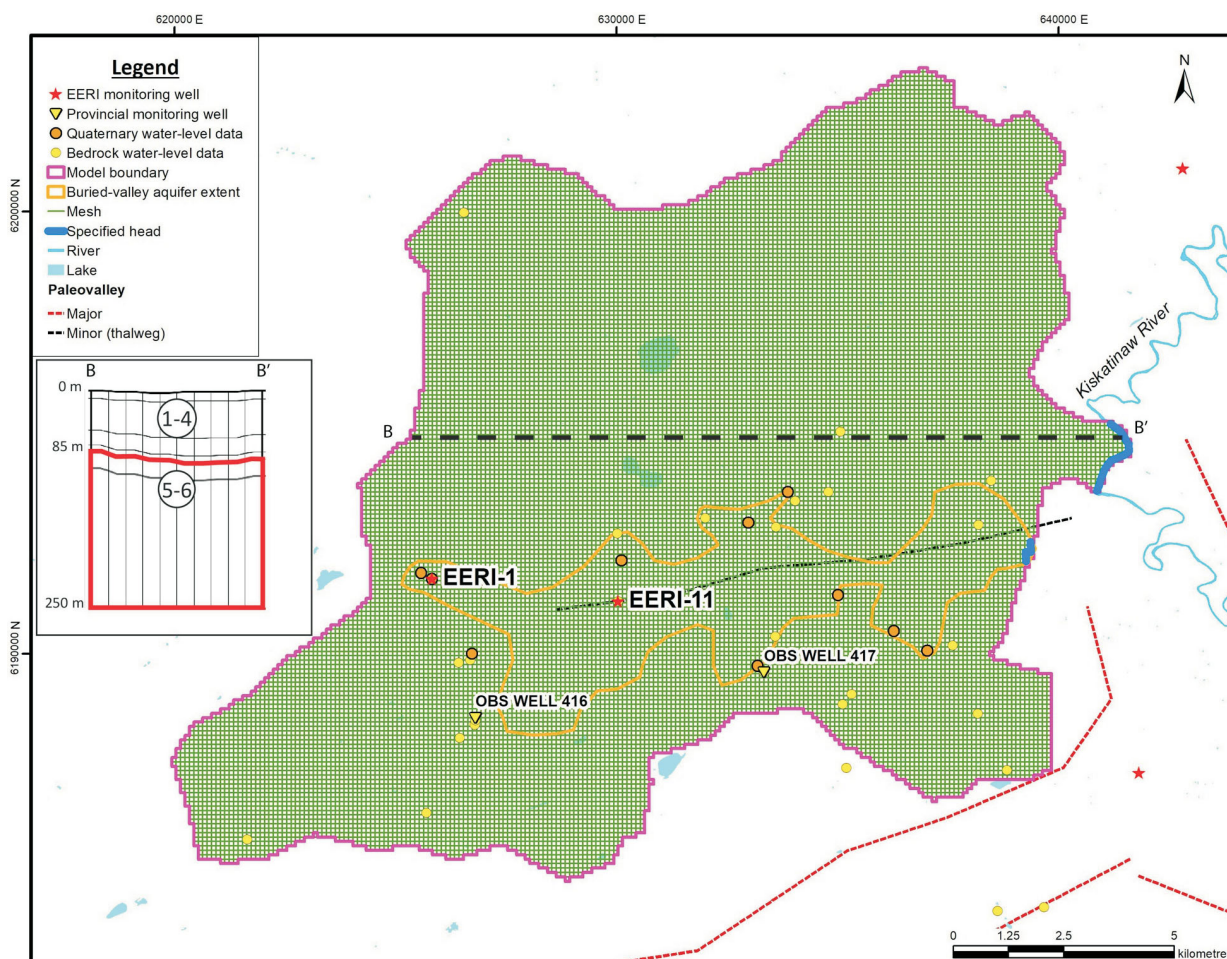 620000 E
630000 E
640000 E
Legend
EERI monitoring well
Provincial monitoring well
Quaternary water-level data
Bedrock water-level data
Model boundary
Buried-valley aquifer extent
Mesh
Specified head
River
Lake
Paleovalley
Major
Minor (thalweg)
N
6200000 N
Kiskatinaw River
B
B′
0 m
1-4
85 m
5-6
250 m
B
B′
EERI-1
EERI-11
6190000 N
OBS WELL 417
OBS WELL 416
0
1.25
2.5
5
kilometre